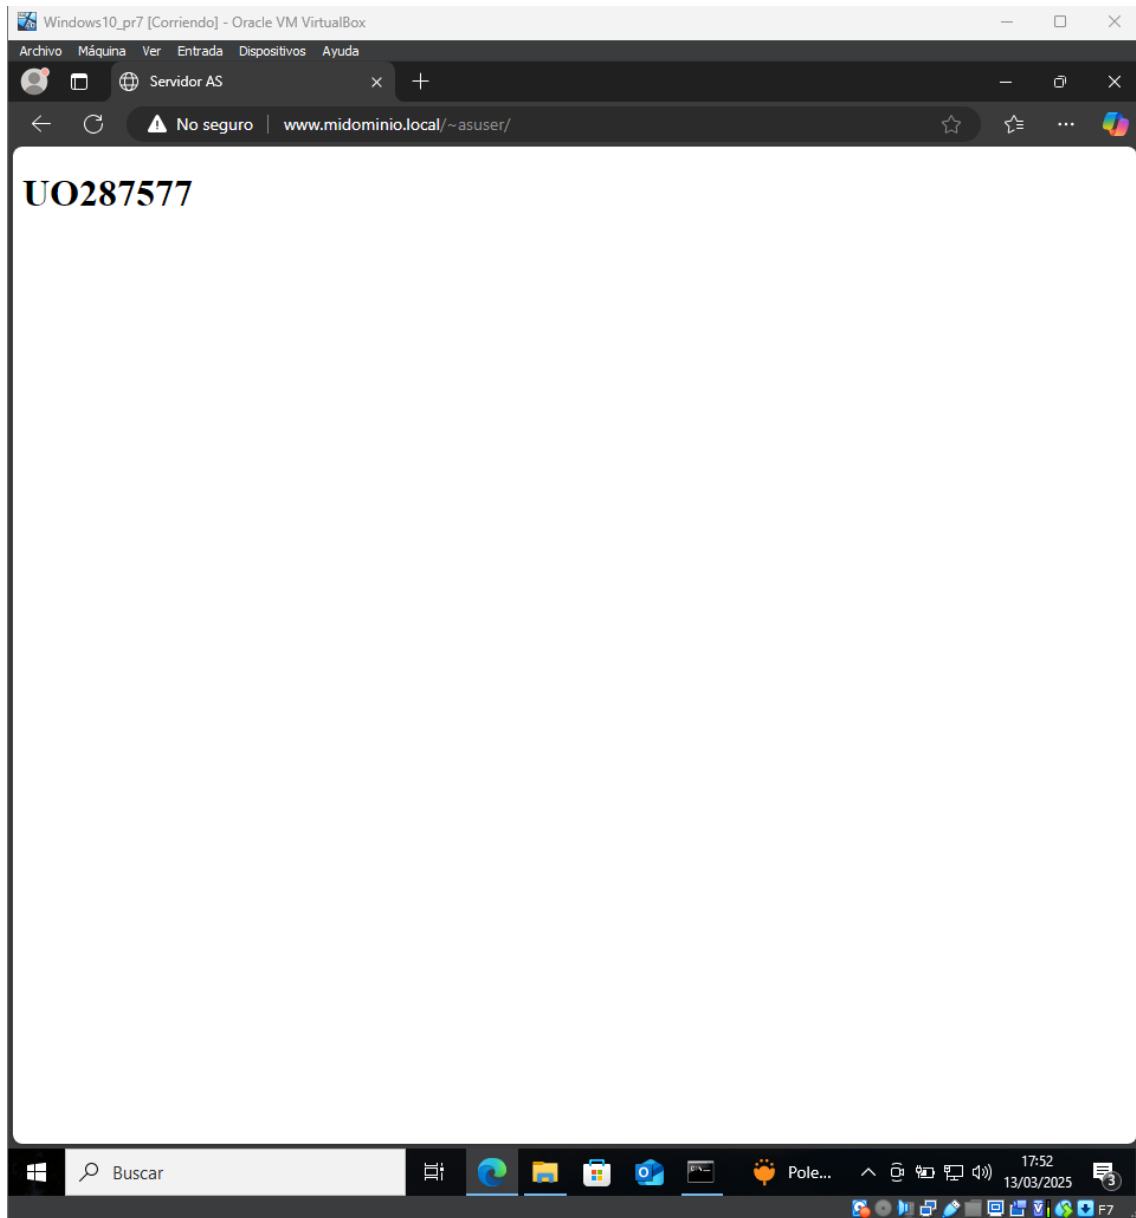 Windows10_pr7 [Corriendo] - Oracle VM VirtualBox
Archivo Máquina Ver Entrada Dispositivos Ayuda
Servidor AS
No seguro www.midominio.local/~asuser/
UO287577
Buscar
Pole...
17:52
13/03/2025
3
F7